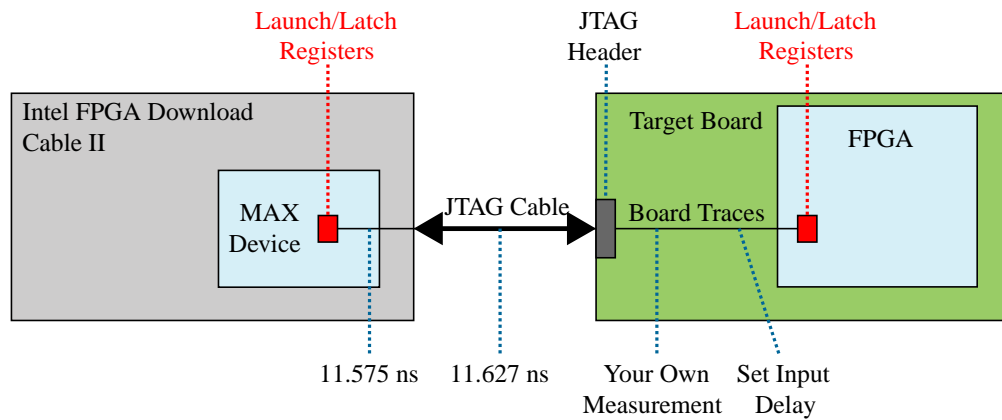 Launch/Latch
Registers
JTAG
Header
Launch/Latch
Registers
Intel FPGA Download
Cable II
Target Board
FPGA
MAX
Device
JTAG Cable
Board Traces
11.575 ns
11.627 ns
Your Own
Measurement
Set Input
Delay